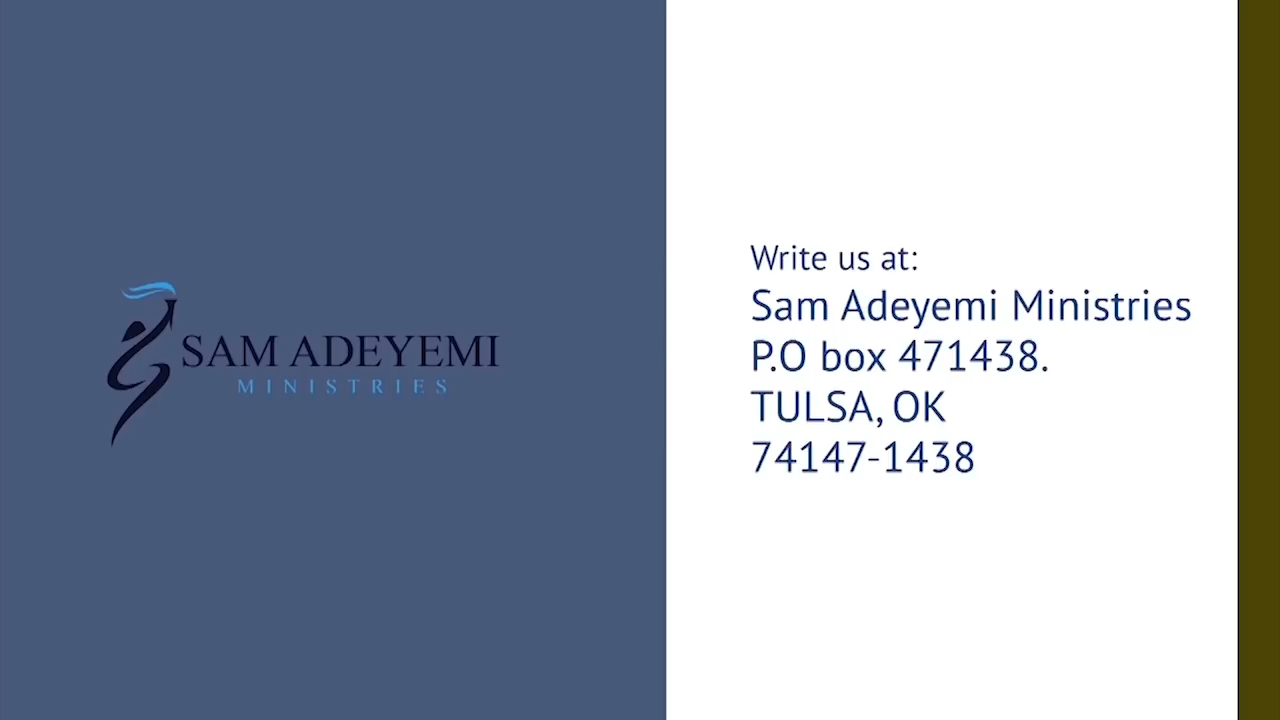 SAM ADEYEMI
MINISTRIES
Write us at:
Sam Adeyemi Ministries
P.O box 471438.
TULSA, OK
74147-1438